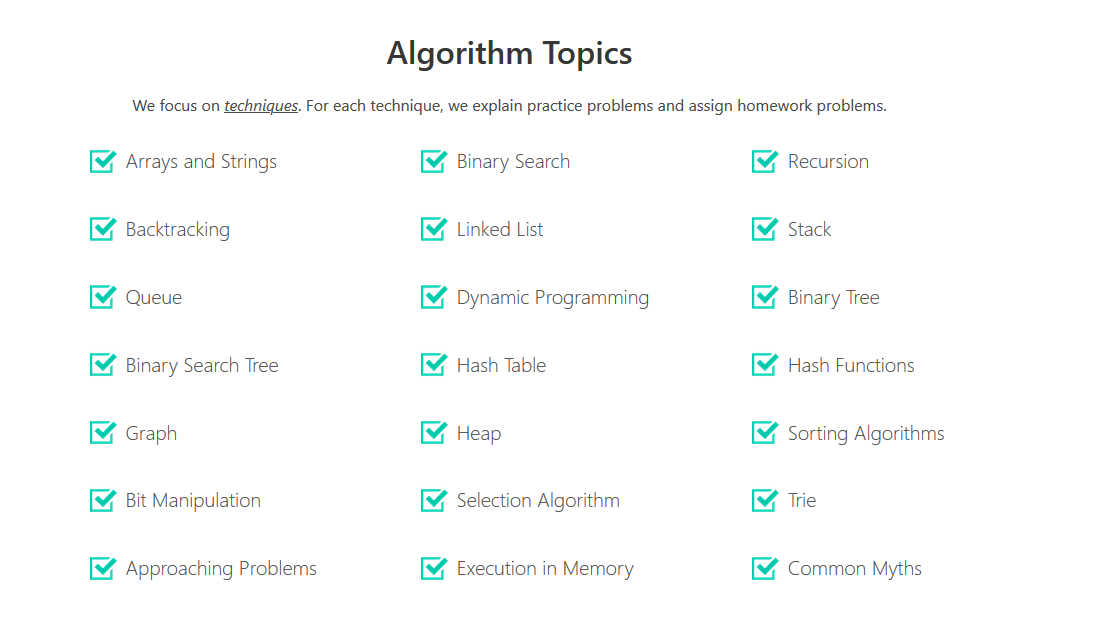 Algorithm Topics
We focus on techniques. For each technique, we explain practice problems and assign homework problems.
Arrays and Strings
Binary Search
Recursion
Backtracking
Linked List
Stack
Queue
Dynamic Programming
Binary Tree
Binary Search Tree
Hash Table
Hash Functions
Graph
Heap
Sorting Algorithms
Bit Manipulation
Selection Algorithm
Trie
Approaching Problems
Execution in Memory
Common Myths